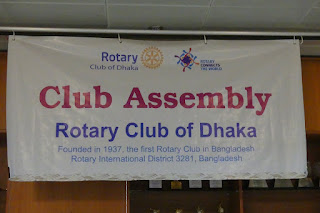 Rotary
Club of Dhaka
ROTARY
CONNECTS
THE WORLD
Club Assembly
Rotary Club of Dhaka
Founded in 1937, the first Rotary Club in Bangladesh
Rotary International District 3281, Bangladesh